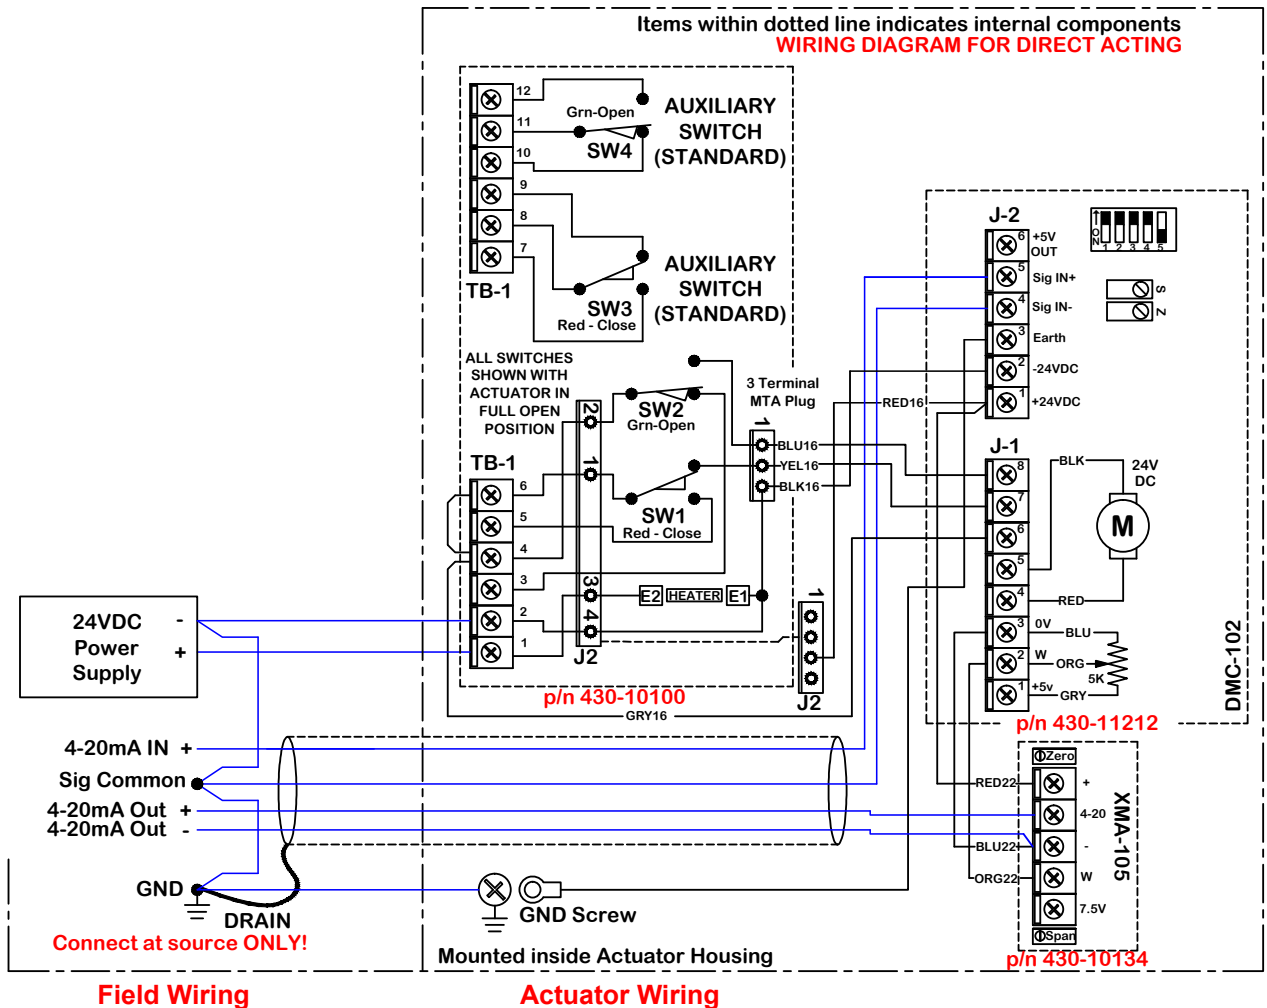 Items within dotted line indicates internal components
WIRING DIAGRAM FOR DIRECT ACTING
12
11
10
9
8
7
TB-1
Grn-Open
SW4
AUXILIARY
SWITCH
(STANDARD)
SW3
Red - Close
AUXILIARY
SWITCH
(STANDARD)
ALL SWITCHES
SHOWN WITH
ACTUATOR IN
FULL OPEN
POSITION
TB-1
6
5
4
3
2
1
2
1
3
4
J2
SW2
Grn-Open
SW1
Red - Close
E2
HEATER
E1
3 Terminal
MTA Plug
1
BLU16
YEL16
BLK16
RED16
1
J2
p/n 430-10100
GRY16
J-2
6
+5V
OUT
5
Sig IN+
4
Sig IN-
3
Earth
2
-24VDC
1
+24VDC
ON
1 2 3 4 5
S
Z
J-1
8
7
6
5
4
3
0V
2
W
1
+5v
BLK
24V
DC
M
RED
BLU
ORG
5K
GRY
DMC-102
p/n 430-11212
Zero
RED22
+
4-20
BLU22
-
ORG22
W
7.5V
Span
XMA-105
p/n 430-10134
24VDC
Power
Supply
-
+
4-20mA IN +
Sig Common
4-20mA Out +
4-20mA Out -
GND
DRAIN
Connect at source ONLY!
GND Screw
Mounted inside Actuator Housing
Field Wiring
Actuator Wiring